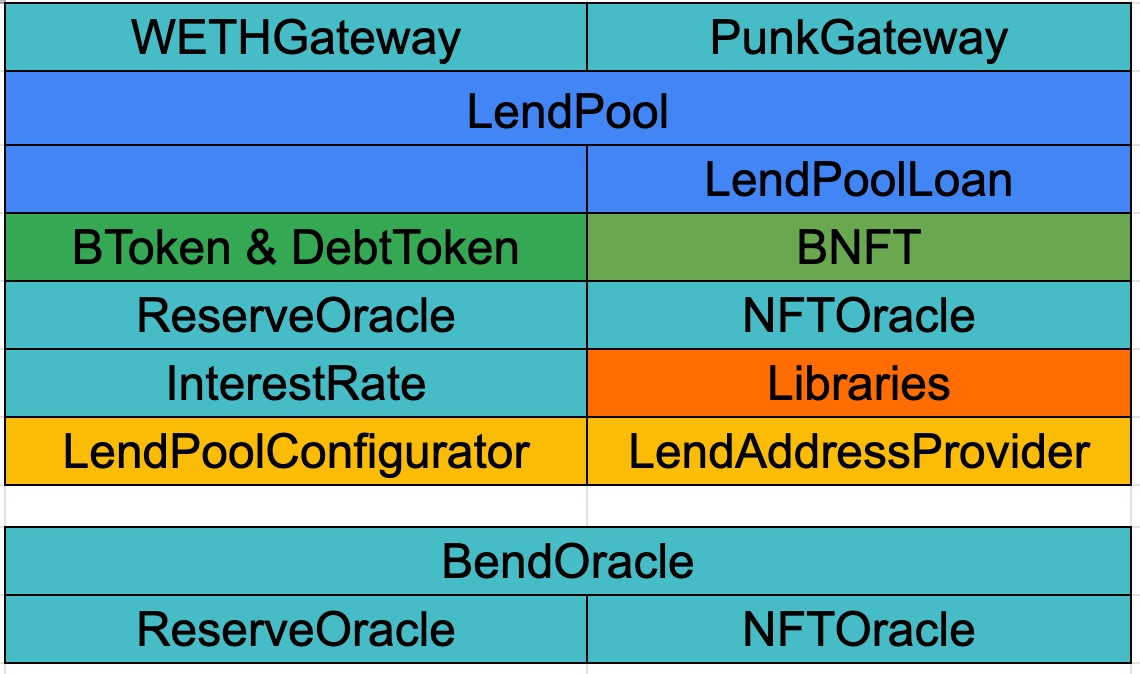 WETHGateway PunkGateway
LendPool
LendPoolLoan
BToken & DebtToken BNFT
ReserveOracle NFTOracle
InterestRate Libraries
LendPoolConfigurator LendAddressProvider
BendOracle
ReserveOracle NFTOracle